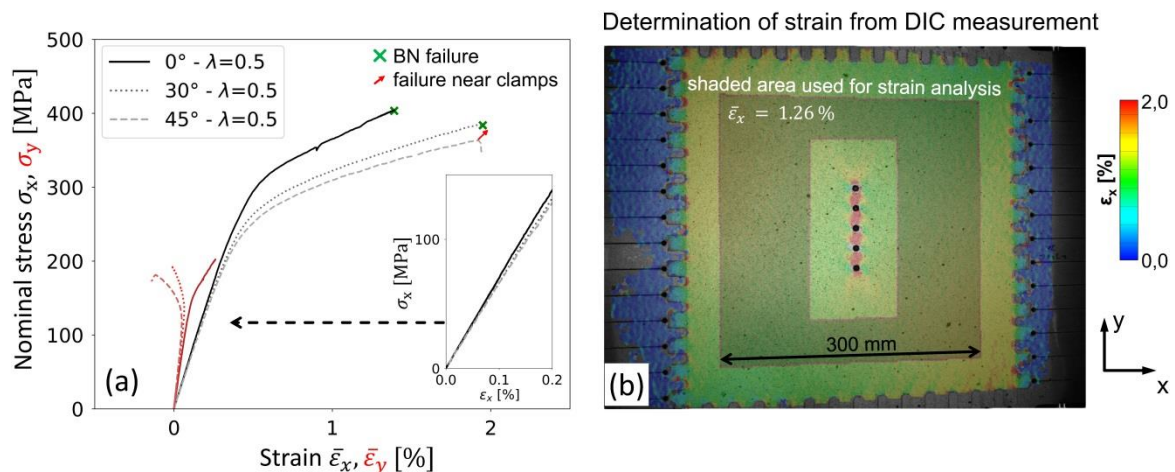 500
400
300
200
100
0
Nominal stress σx, σy [MPa]
0° - λ=0.5
30° - λ=0.5
45° - λ=0.5
BN failure
failure near clamps
100
0
σx [MPa]
0.0
0.1
0.2
εx [%]
(a)
0
1
2
Strain ε̄x, ε̄y [%]
Determination of strain from DIC measurement
shaded area used for strain analysis
ε̄x = 1.26 %
300 mm
(b)
2,0
εx [%]
0,0
y
x